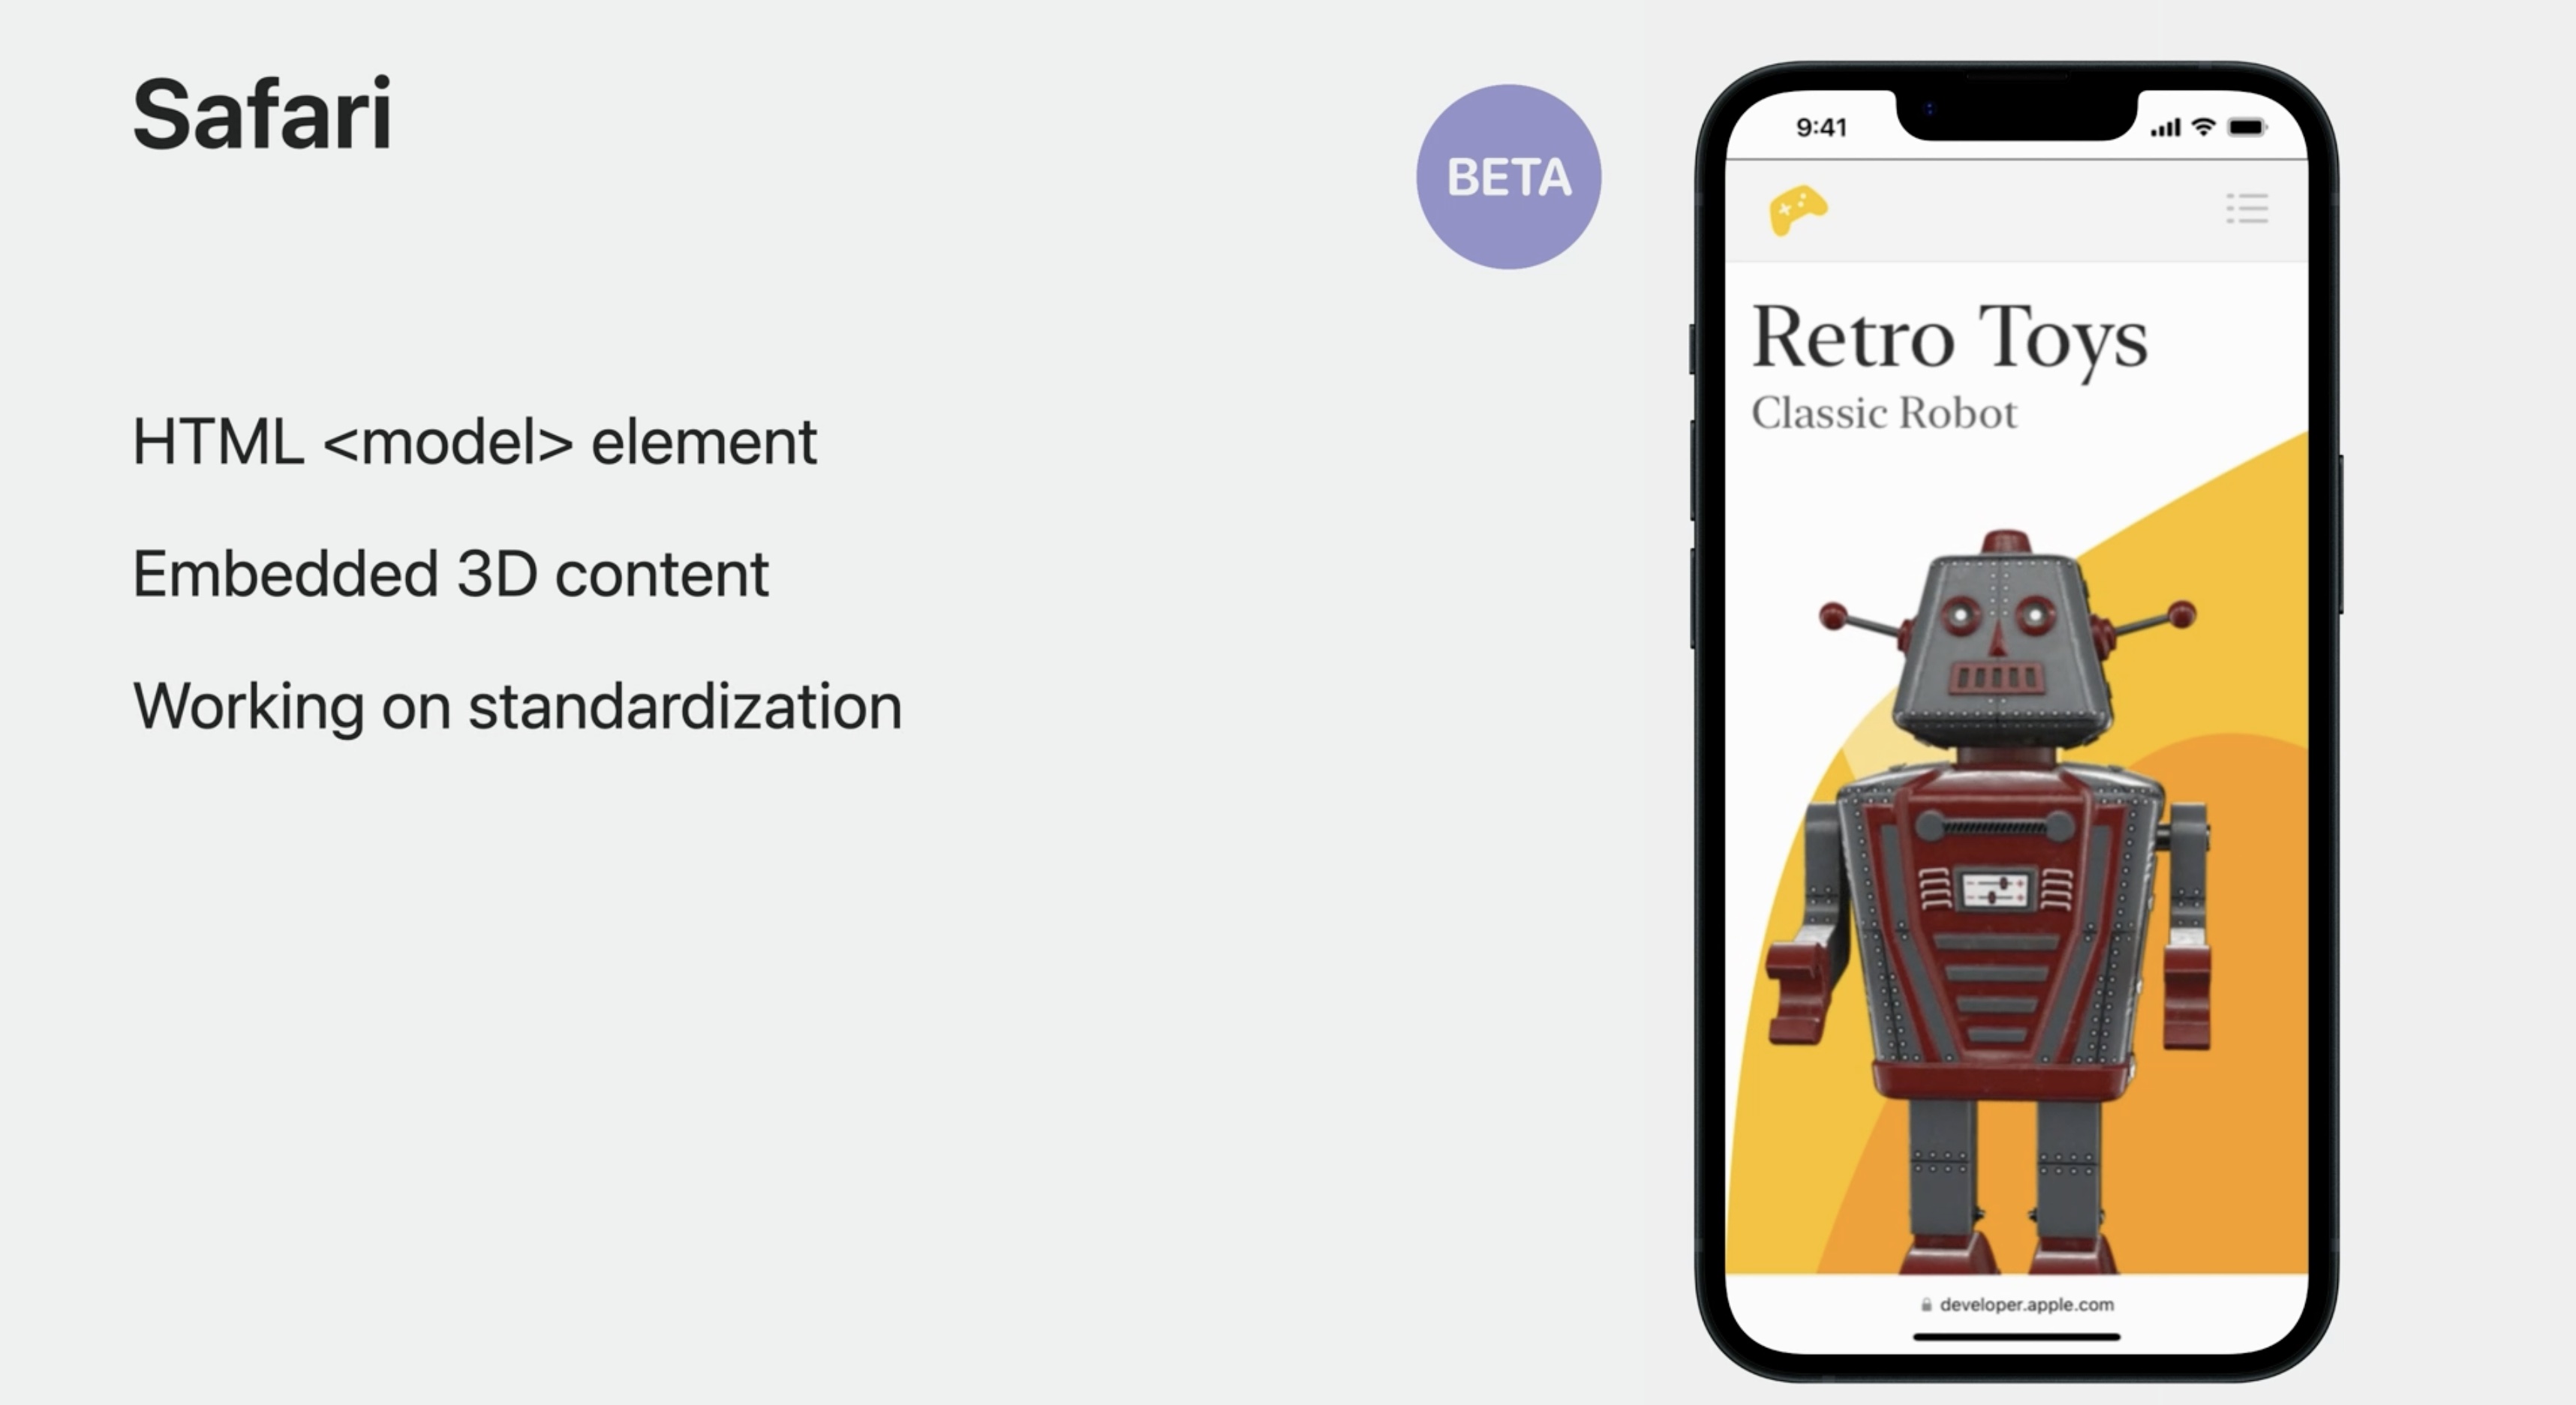 Safari
BETA
HTML <model> element
Embedded 3D content
Working on standardization
9:41
Retro Toys
Classic Robot
developer.apple.com